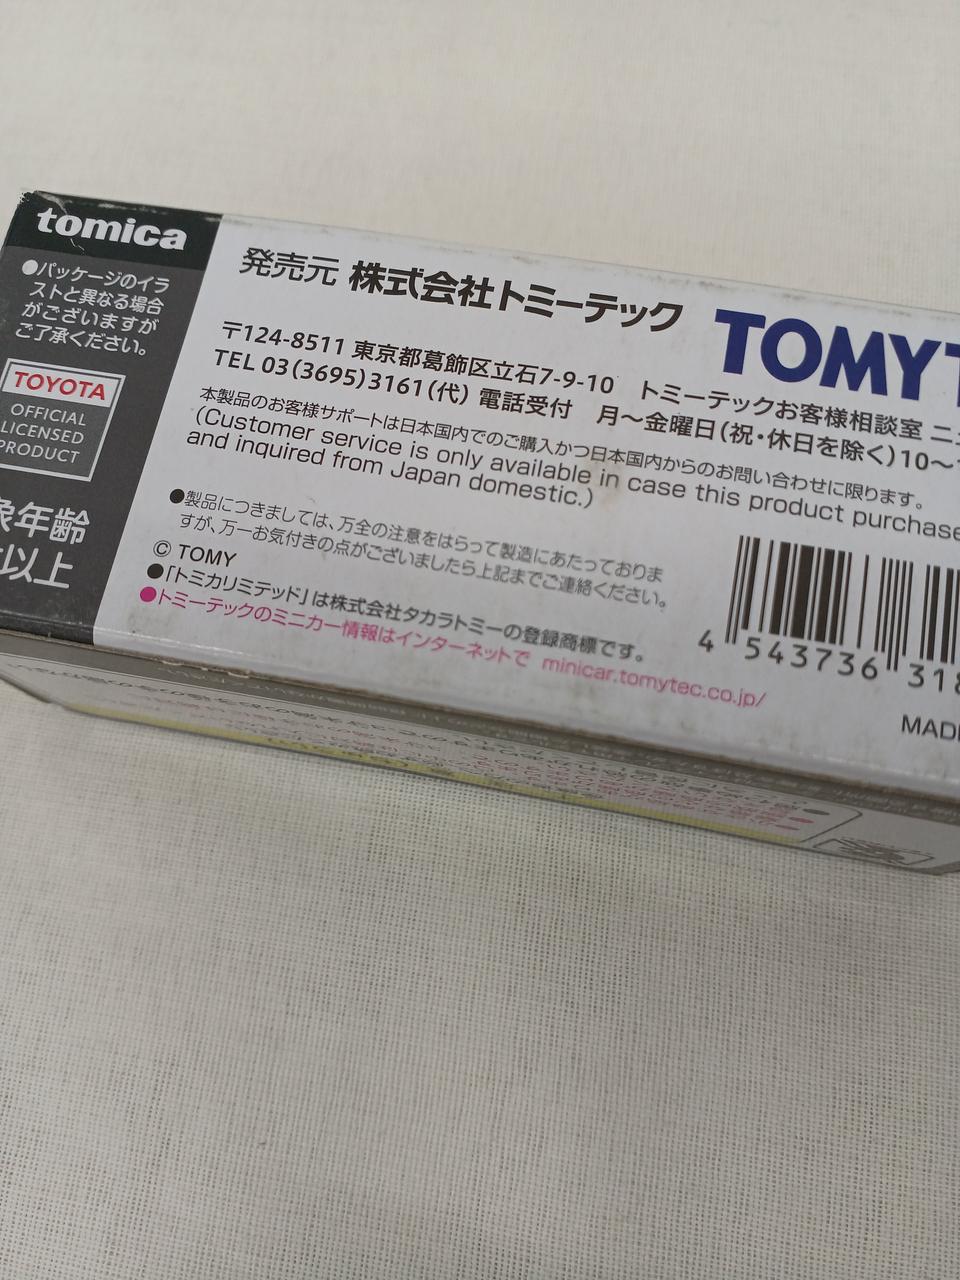 tomica
●パッケージのイラ
ストと異なる場合
がございますが
ご了承ください。
TOYOTA
OFFICIAL
LICENSED
PRODUCT
象年齢
以上
発売元 株式会社トミーテック
TOMYT
〒124-8511 東京都葛飾区立石7-9-10 トミーテックお客様相談室
TEL 03(3695)3161(代) 電話受付 月〜金曜日(祝・休日を除く)10〜
本製品のお客様サポートは日本国内でのご購入かつ日本国内からのお問い合わせに限ります。
(Customer service is only available in case this product purchase
and inquired from Japan domestic.)
●製品につきましては、万全の注意をはらって製造にあたっておりま
すが、万一お気付きの点がございましたら上記までご連絡ください。
© TOMY
●「トミカリミテッド」は株式会社タカラトミーの登録商標です。
●トミーテックのミニカー情報はインターネットで minicar.tomytec.co.jp/
4 543736 318
MADE